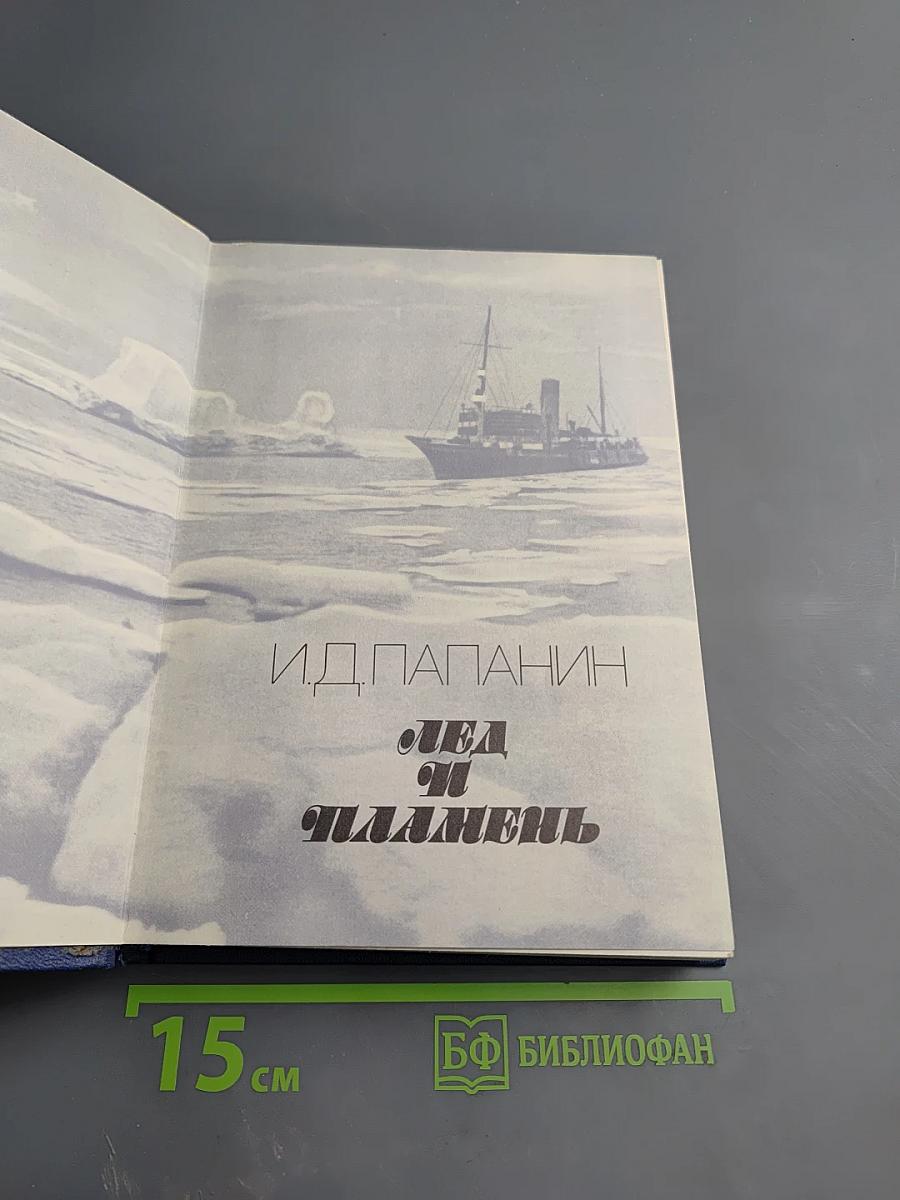 И.Д.ПАПАНИН
ЛЕД
И
ПЛАМЕНЬ
15 см
БФ БИБЛИОФАН